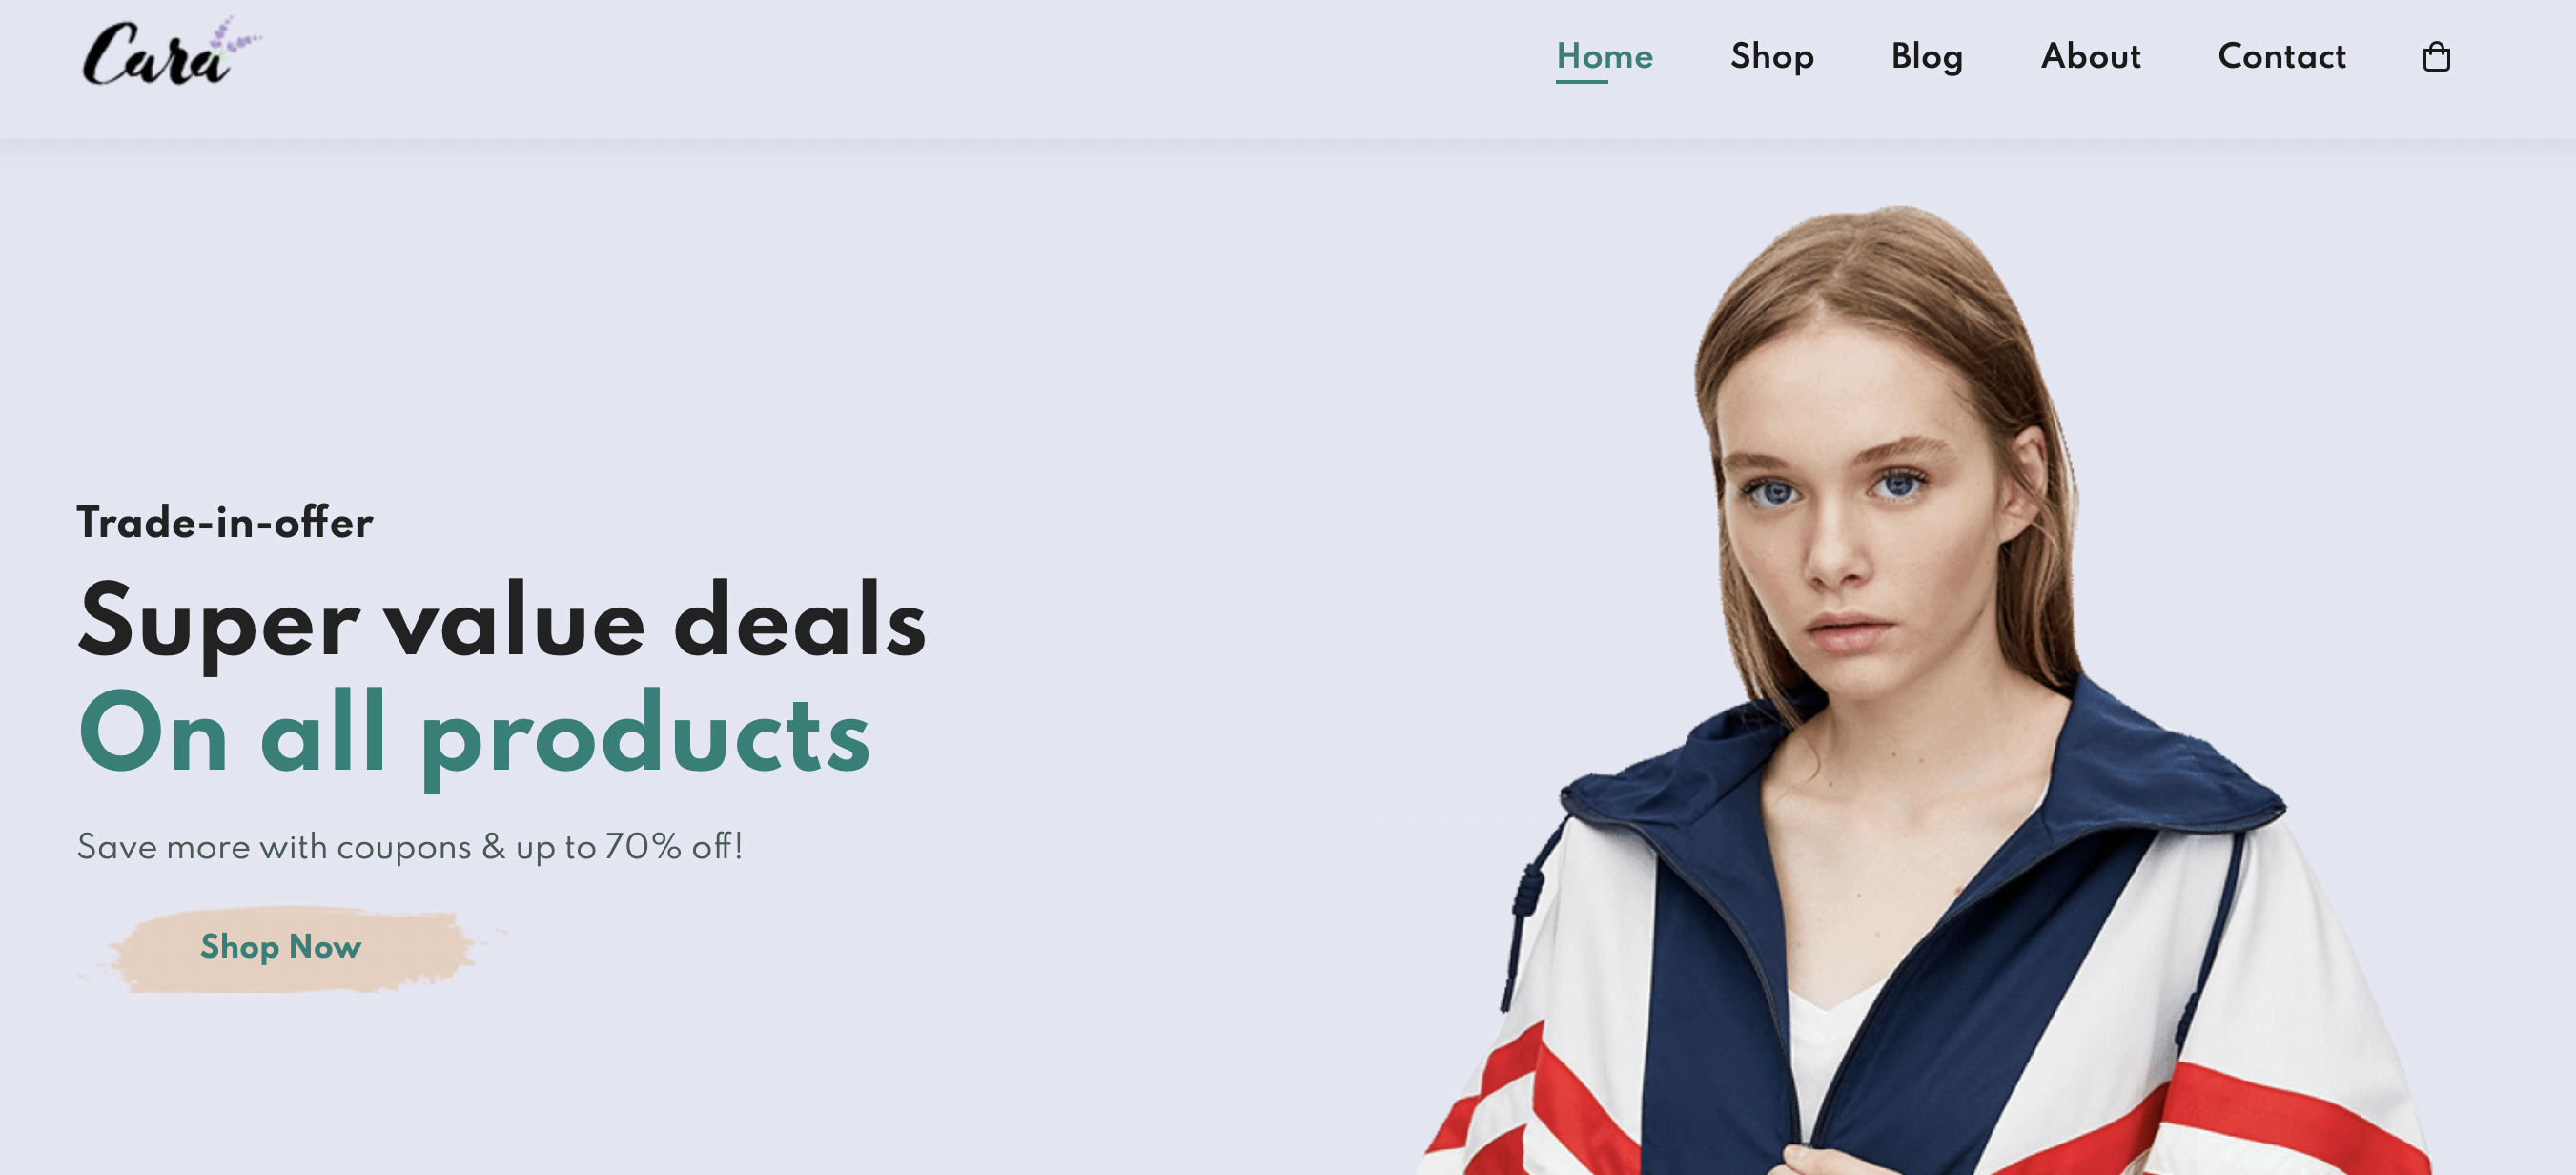 Cara
Home Shop Blog About Contact
Trade-in-offer
Super value deals
On all products
Save more with coupons & up to 70% off!
Shop Now